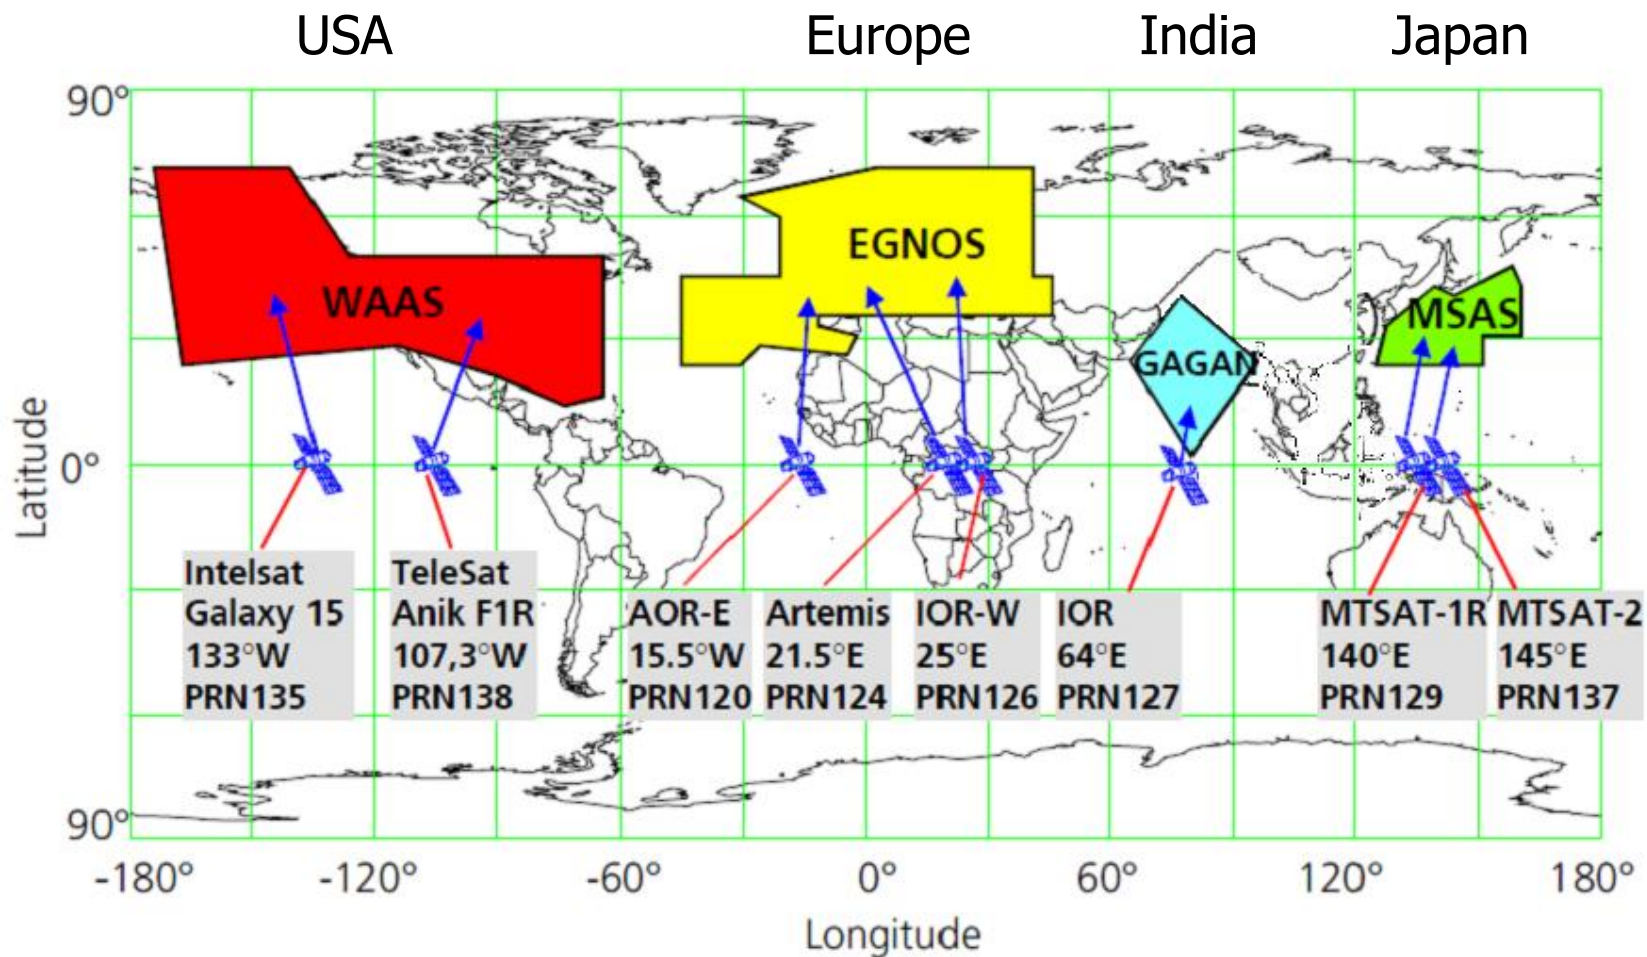 USA
Europe
India
Japan
90°
EGNOS
WAAS
MSAS
GAGAN
Latitude
0°
Intelsat
Galaxy 15
133°W
PRN135
TeleSat
Anik F1R
107,3°W
PRN138
AOR-E
15.5°W
PRN120
Artemis
21.5°E
PRN124
IOR-W
25°E
PRN126
IOR
64°E
PRN127
MTSAT-1R
140°E
PRN129
MTSAT-2
145°E
PRN137
90°
-180°
-120°
-60°
0°
60°
120°
180°
Longitude